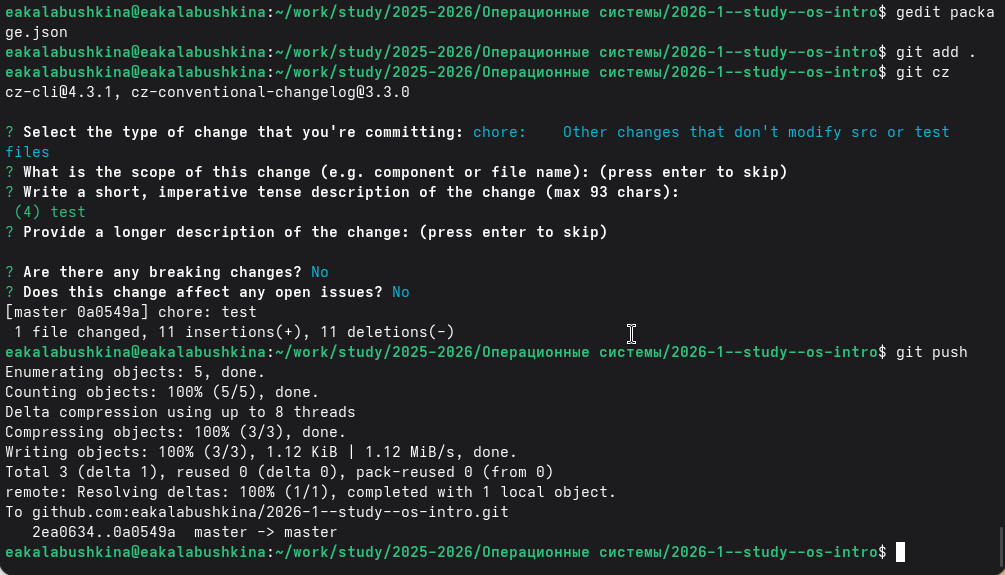 eakalabushkina@eakalabushkina:~/work/study/2025-2026/Операционные системы/2026-1--study--os-intro$ gedit packa
ge.json
eakalabushkina@eakalabushkina:~/work/study/2025-2026/Операционные системы/2026-1--study--os-intro$ git add .
eakalabushkina@eakalabushkina:~/work/study/2025-2026/Операционные системы/2026-1--study--os-intro$ git cz
cz-cli@4.3.1, cz-conventional-changelog@3.3.0

? Select the type of change that you're committing: chore:    Other changes that don't modify src or test
files
? What is the scope of this change (e.g. component or file name): (press enter to skip)
? Write a short, imperative tense description of the change (max 93 chars):
 (4) test
? Provide a longer description of the change: (press enter to skip)

? Are there any breaking changes? No
? Does this change affect any open issues? No
[master 0a0549a] chore: test
 1 file changed, 11 insertions(+), 11 deletions(-)
eakalabushkina@eakalabushkina:~/work/study/2025-2026/Операционные системы/2026-1--study--os-intro$ git push
Enumerating objects: 5, done.
Counting objects: 100% (5/5), done.
Delta compression using up to 8 threads
Compressing objects: 100% (3/3), done.
Writing objects: 100% (3/3), 1.12 KiB | 1.12 MiB/s, done.
Total 3 (delta 1), reused 0 (delta 0), pack-reused 0 (from 0)
remote: Resolving deltas: 100% (1/1), completed with 1 local object.
To github.com:eakalabushkina/2026-1--study--os-intro.git
   2ea0634..0a0549a  master -> master
eakalabushkina@eakalabushkina:~/work/study/2025-2026/Операционные системы/2026-1--study--os-intro$